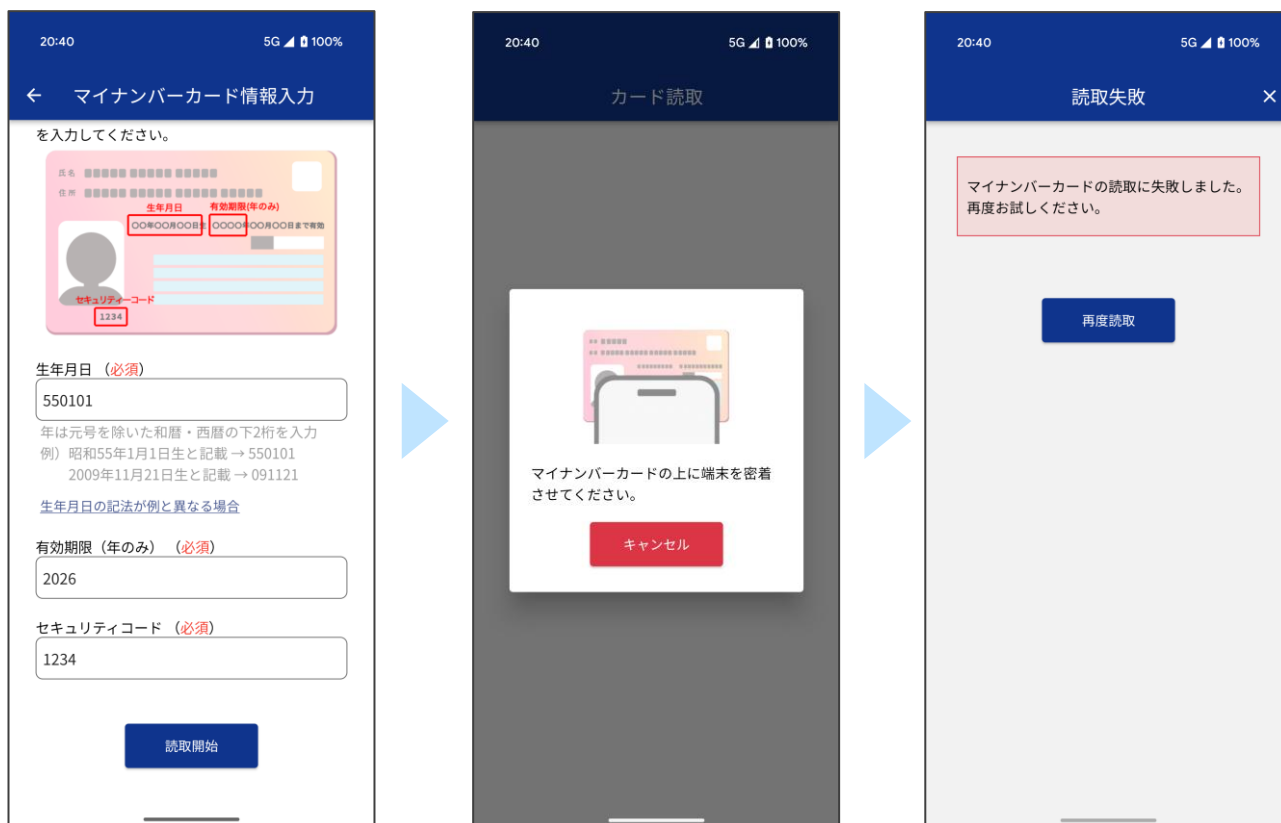 20:40
5G 100%
マイナンバーカード情報入力
を入力してください。
氏名
住所
生年月日 有効期限(年のみ)
〇〇年〇〇月〇〇日生 〇〇〇〇年〇〇月〇〇日まで有効
セキュリティーコード
1234
生年月日 （必須）
550101
年は元号を除いた和暦・西暦の下2桁を入力
例）昭和55年1月1日生と記載 → 550101
2009年11月21日生と記載 → 091121
生年月日の記法が例と異なる場合
有効期限（年のみ） （必須）
2026
セキュリティコード （必須）
1234
読取開始
20:40
5G 100%
カード読取
マイナンバーカードの上に端末を密着
させてください。
キャンセル
20:40
5G 100%
読取失敗
マイナンバーカードの読取に失敗しました。
再度お試しください。
再度読取